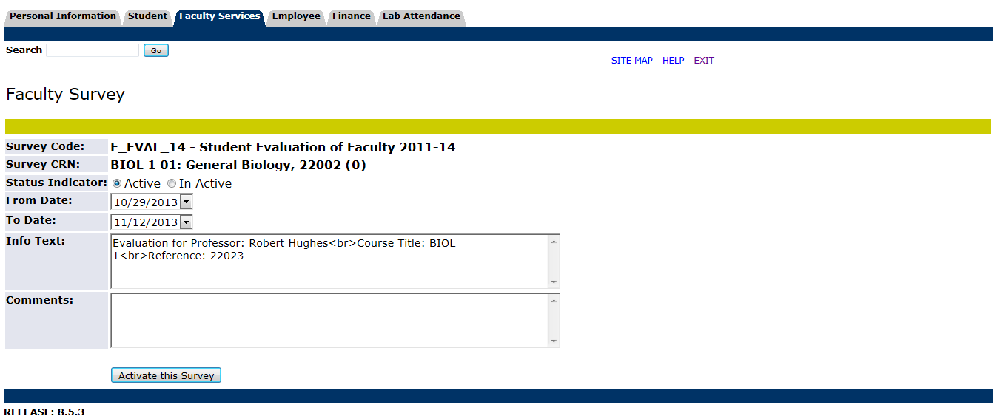 Personal Information Student Faculty Services Employee Finance Lab Attendance
Search Go
SITE MAP HELP EXIT
Faculty Survey
Survey Code: F_EVAL_14 - Student Evaluation of Faculty 2011-14
Survey CRN: BIOL 1 01: General Biology, 22002 (0)
Status Indicator: Active In Active
From Date: 10/29/2013
To Date: 11/12/2013
Info Text: Evaluation for Professor: Robert Hughes<br>Course Title: BIOL
1<br>Reference: 22023
Comments:
Activate this Survey
RELEASE: 8.5.3